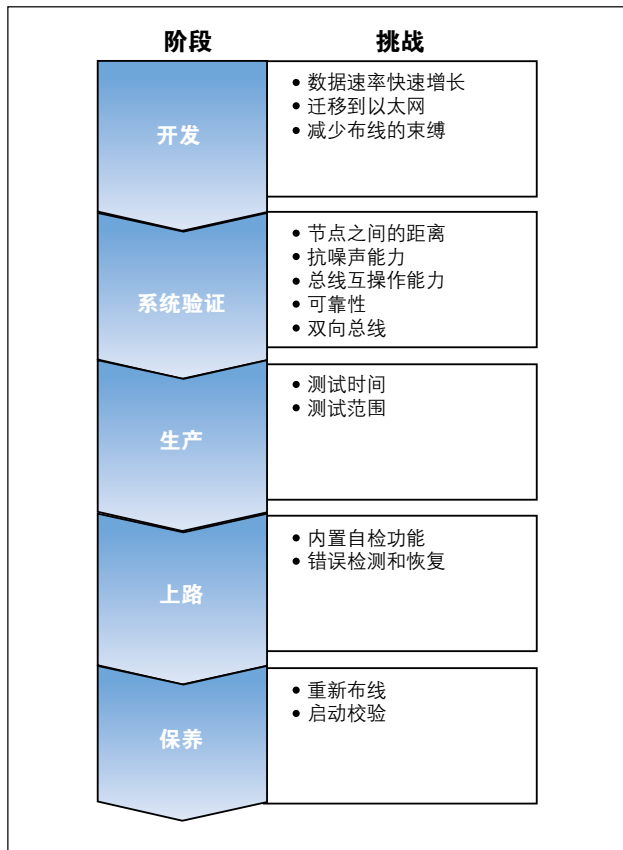 阶段 挑战
开发
• 数据速率快速增长
• 迁移到以太网
• 减少布线的束缚
系统验证
• 节点之间的距离
• 抗噪声能力
• 总线互操作能力
• 可靠性
• 双向总线
生产
• 测试时间
• 测试范围
上路
• 内置自检功能
• 错误检测和恢复
保养
• 重新布线
• 启动校验